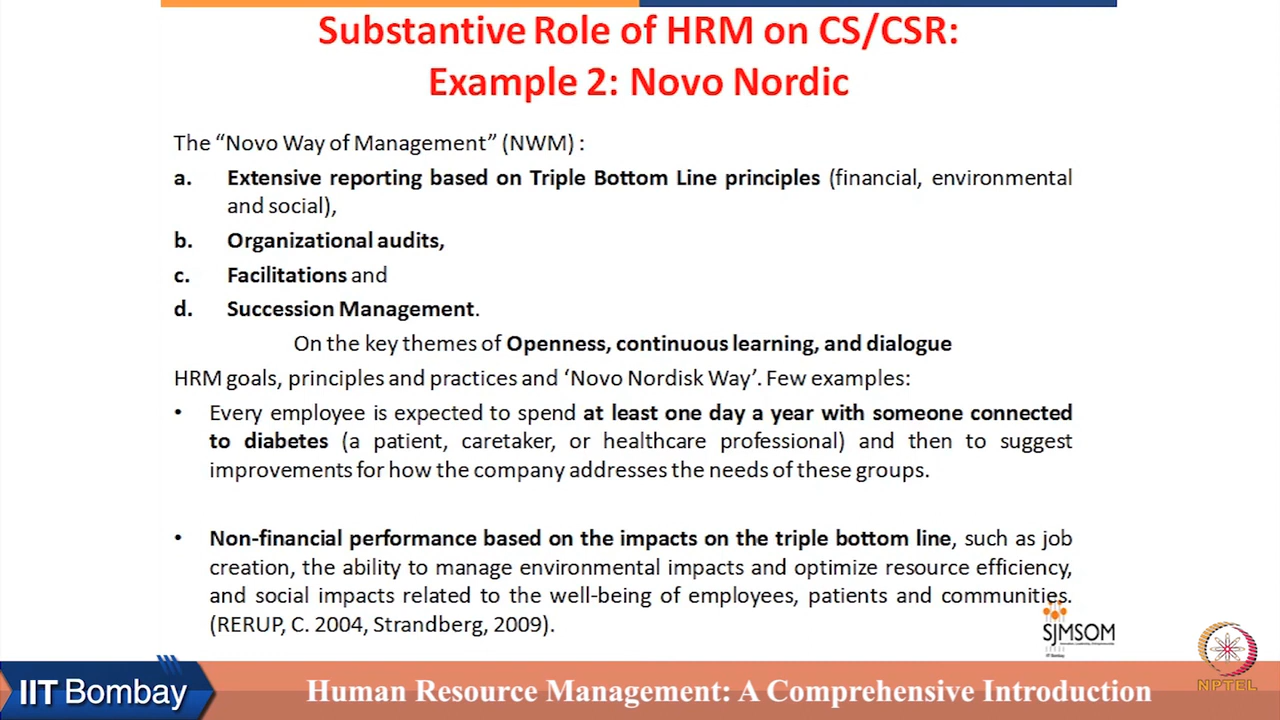 Substantive Role of HRM on CS/CSR:
Example 2: Novo Nordic
The “Novo Way of Management” (NWM) :
a. Extensive reporting based on Triple Bottom Line principles (financial, environmental
and social),
b. Organizational audits,
c. Facilitations and
d. Succession Management.
On the key themes of Openness, continuous learning, and dialogue
HRM goals, principles and practices and ‘Novo Nordisk Way’. Few examples:
• Every employee is expected to spend at least one day a year with someone connected
to diabetes (a patient, caretaker, or healthcare professional) and then to suggest
improvements for how the company addresses the needs of these groups.
• Non-financial performance based on the impacts on the triple bottom line, such as job
creation, the ability to manage environmental impacts and optimize resource efficiency,
and social impacts related to the well-being of employees, patients and communities.
(RERUP, C. 2004, Strandberg, 2009).
SJMSOM
IIT Bombay
NPTEL
IIT Bombay
Human Resource Management: A Comprehensive Introduction